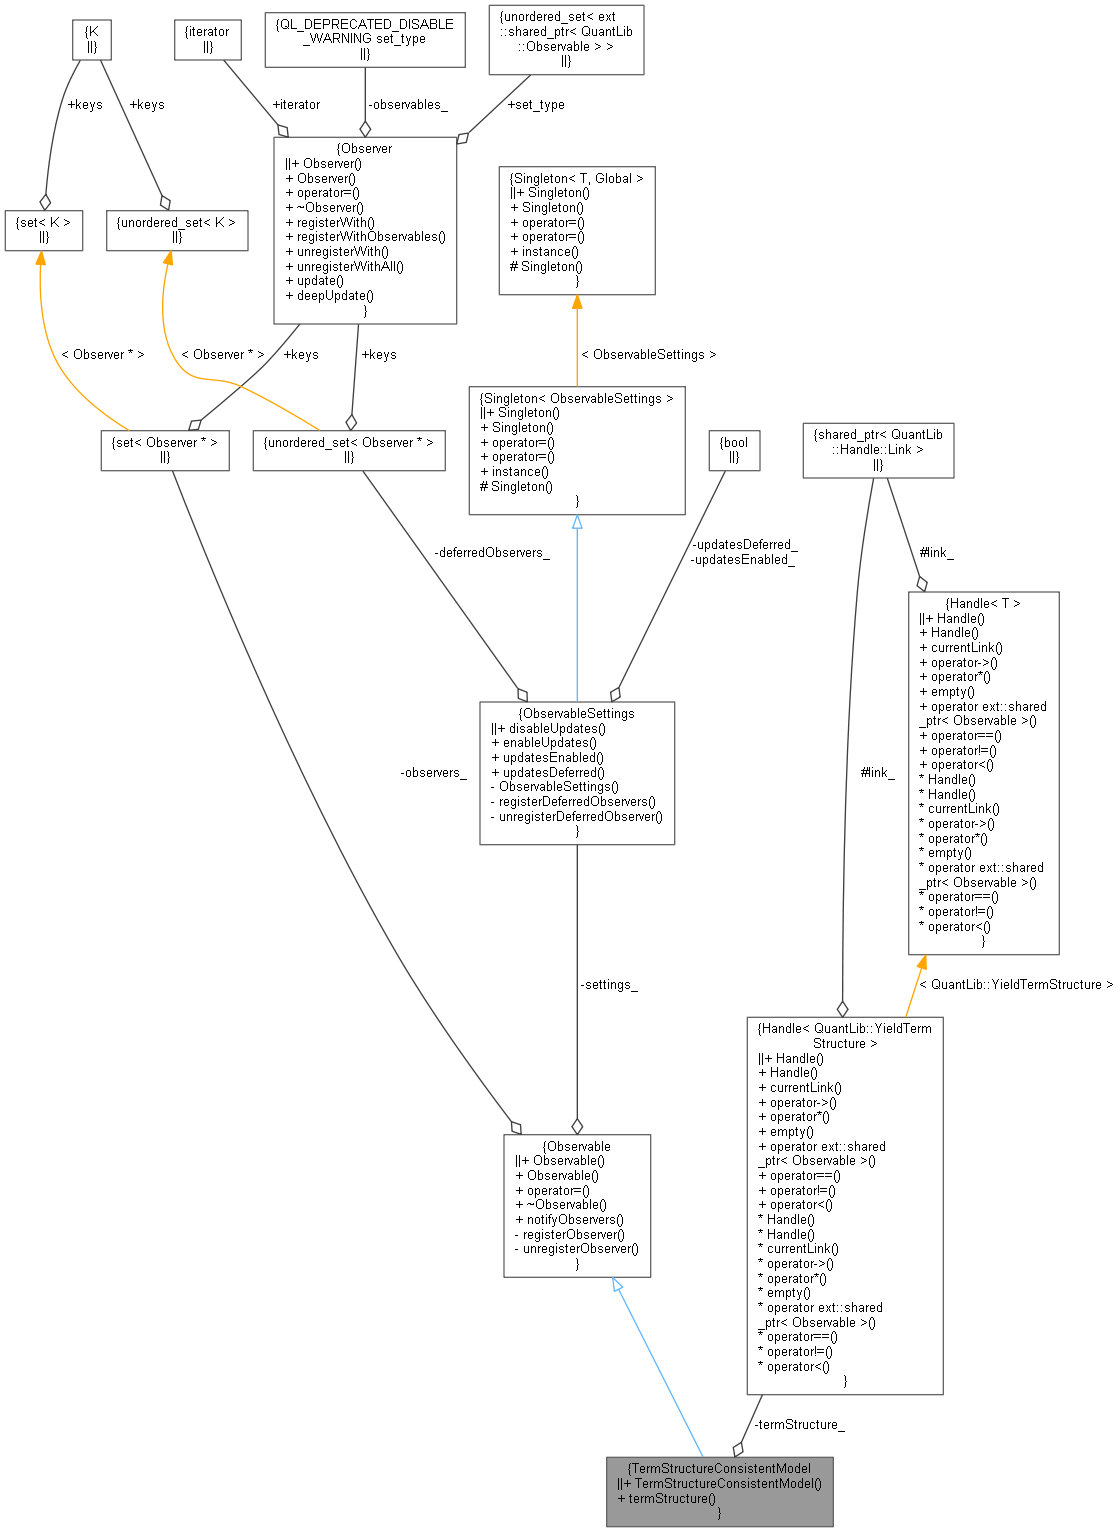 {K
||}
{iterator
||}
{QL_DEPRECATED_DISABLE
_WARNING set_type
||}
{unordered_set< ext
::shared_ptr< QuantLib
::Observable > >
||}
+keys
+keys
+iterator
-observables_
+set_type
{Observer
||+ Observer()
+ Observer()
+ operator=()
+ ~Observer()
+ registerWith()
+ registerWithObservables()
+ unregisterWith()
+ unregisterWithAll()
+ update()
+ deepUpdate()
}
{Singleton< T, Global >
||+ Singleton()
+ Singleton()
+ operator=()
+ operator=()
+ instance()
# Singleton()
}
{set< K >
||}
{unordered_set< K >
||}
< Observer * >
< Observer * >
+keys
+keys
< ObservableSettings >
{Singleton< ObservableSettings >
||+ Singleton()
+ Singleton()
+ operator=()
+ operator=()
+ instance()
# Singleton()
}
{set< Observer * >
||}
{unordered_set< Observer * >
||}
{bool
||}
{shared_ptr< QuantLib
::Handle::Link >
||}
-deferredObservers_
-updatesDeferred_
-updatesEnabled_
#link_
{Handle< T >
||+ Handle()
+ Handle()
+ currentLink()
+ operator->()
+ operator*()
+ empty()
+ operator ext::shared
_ptr< Observable >()
+ operator==()
+ operator!=()
+ operator<()
* Handle()
* Handle()
* currentLink()
* operator->()
* operator*()
* empty()
* operator ext::shared
_ptr< Observable >()
* operator==()
* operator!=()
* operator<()
}
{ObservableSettings
||+ disableUpdates()
+ enableUpdates()
+ updatesEnabled()
+ updatesDeferred()
- ObservableSettings()
- registerDeferredObservers()
- unregisterDeferredObserver()
}
-observers_
#link_
-settings_
< QuantLib::YieldTermStructure >
{Handle< QuantLib::YieldTerm
Structure >
||+ Handle()
+ Handle()
+ currentLink()
+ operator->()
+ operator*()
+ empty()
+ operator ext::shared
_ptr< Observable >()
+ operator==()
+ operator!=()
+ operator<()
* Handle()
* Handle()
* currentLink()
* operator->()
* operator*()
* empty()
* operator ext::shared
_ptr< Observable >()
* operator==()
* operator!=()
* operator<()
}
{Observable
||+ Observable()
+ Observable()
+ operator=()
+ ~Observable()
+ notifyObservers()
- registerObserver()
- unregisterObserver()
}
-termStructure_
{TermStructureConsistentModel
||+ TermStructureConsistentModel()
+ termStructure()
}